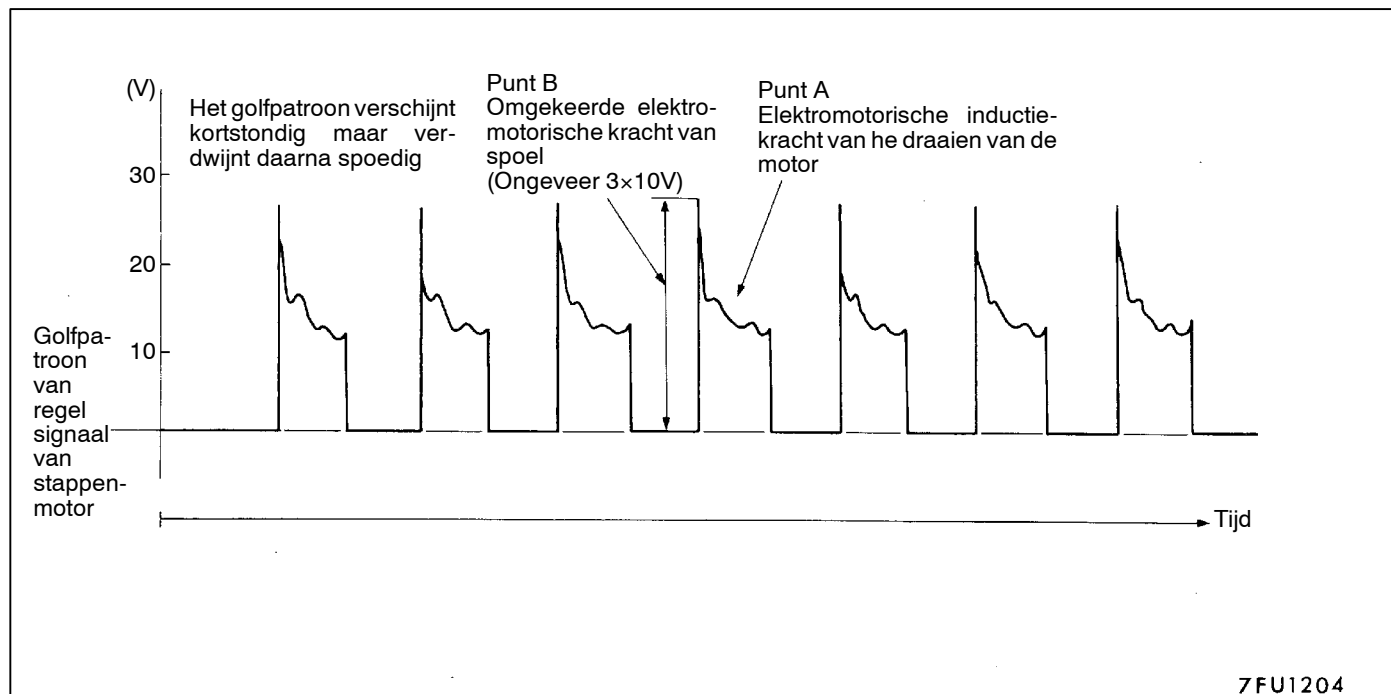 (V)
Het golfpatroon verschijnt
kortstondig maar ver-
dwijnt daarna spoedig
Punt B
Omgekeerde elektro-
motorische kracht van
spoel
(Ongeveer 3×10V)
Punt A
Elektromotorische inductie-
kracht van he draaien van de
motor
30
20
10
Golfpa-
troon
van
regel
signaal
van
stappen-
motor
Tijd
7FU1204